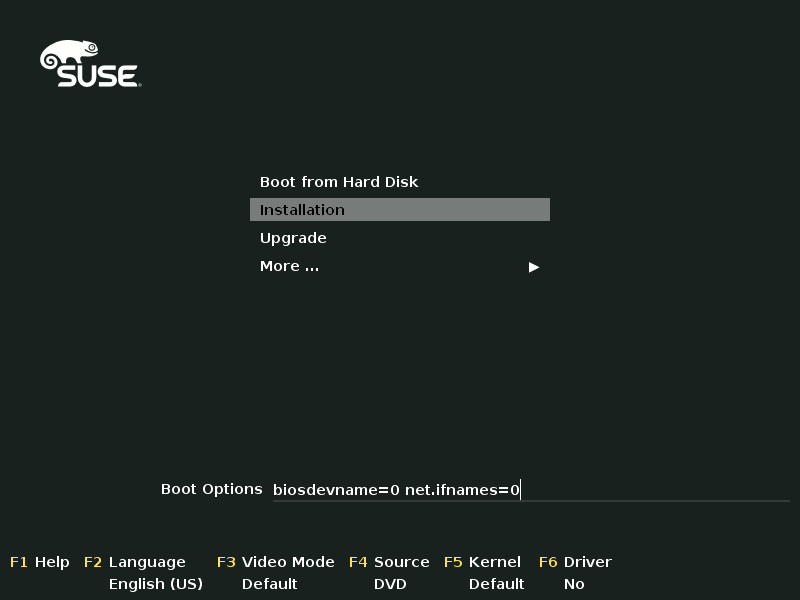 SUSE
Boot from Hard Disk
Installation
Upgrade
More ...
Boot Options biosdevname=0 net.ifnames=0
F1 Help F2 Language F3 Video Mode F4 Source F5 Kernel F6 Driver
English (US) Default DVD Default No